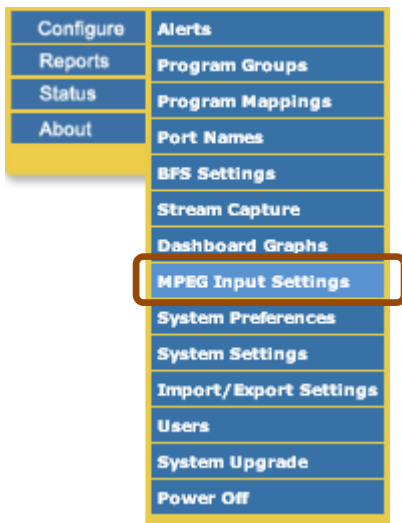 Configure
Reports
Status
About
Alerts
Program Groups
Program Mappings
Port Names
BFS Settings
Stream Capture
Dashboard Graphs
MPEG Input Settings
System Preferences
System Settings
Import/Export Settings
Users
System Upgrade
Power Off